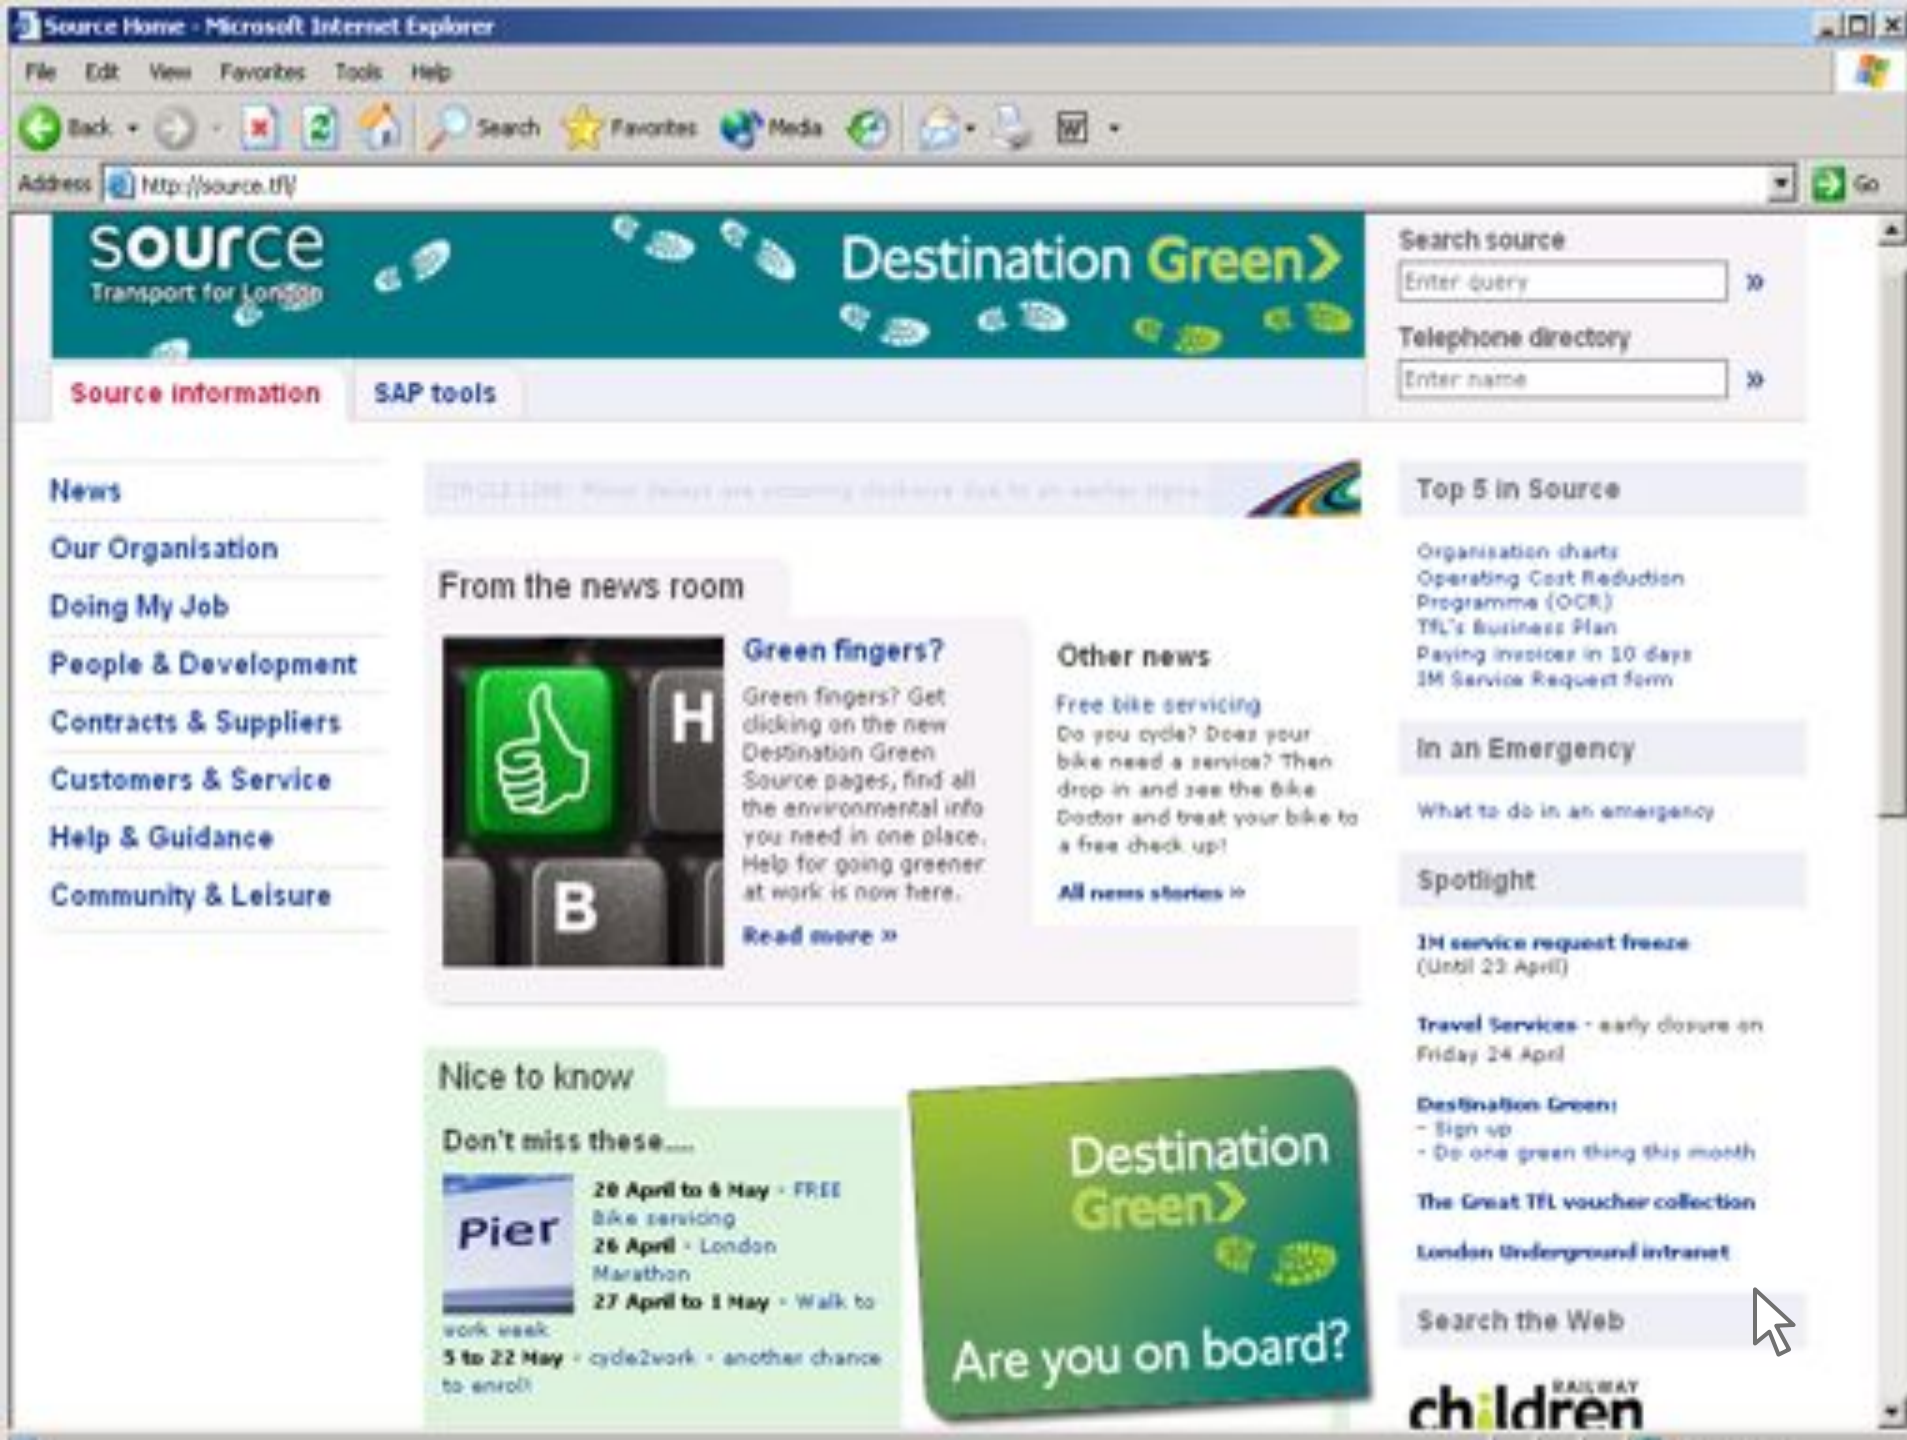 Source Home - Microsoft Internet Explorer
File Edit View Favorites Tools Help
Back Search Favorites Media
Address http://source.tfl/ Go
source
Transport for London
Destination Green>
Search source
Enter query »
Telephone directory
Enter name »
Source information
SAP tools
News
Our Organisation
Doing My Job
People & Development
Contracts & Suppliers
Customers & Service
Help & Guidance
Community & Leisure
CIRCLE LINE: Minor delays are occurring clockwise due to an earlier
From the news room
H
B
Green fingers?
Green fingers? Get
clicking on the new
Destination Green
Source pages, find all
the environmental info
you need in one place.
Help for going greener
at work is now here.
Read more »
Other news
Free bike servicing
Do you cycle? Does your
bike need a service? Then
drop in and see the Bike
Doctor and treat your bike to
a free check up!
All news stories »
Nice to know
Don't miss these....
Pier
20 April to 6 May - FREE
Bike servicing
26 April - London
Marathon
27 April to 1 May - Walk to
work week
5 to 22 May - cycle2work - another chance
to enrol!
Destination
Green>
Are you on board?
Top 5 in Source
Organisation charts
Operating Cost Reduction
Programme (OCR)
TfL's Business Plan
Paying invoices in 10 days
IM Service Request form
In an Emergency
What to do in an emergency
Spotlight
IM service request freeze
(Until 23 April)
Travel Services - early closure on
Friday 24 April
Destination Green:
- Sign up
- Do one green thing this month
The Great TfL voucher collection
London Underground intranet
Search the Web
RAILWAY
children